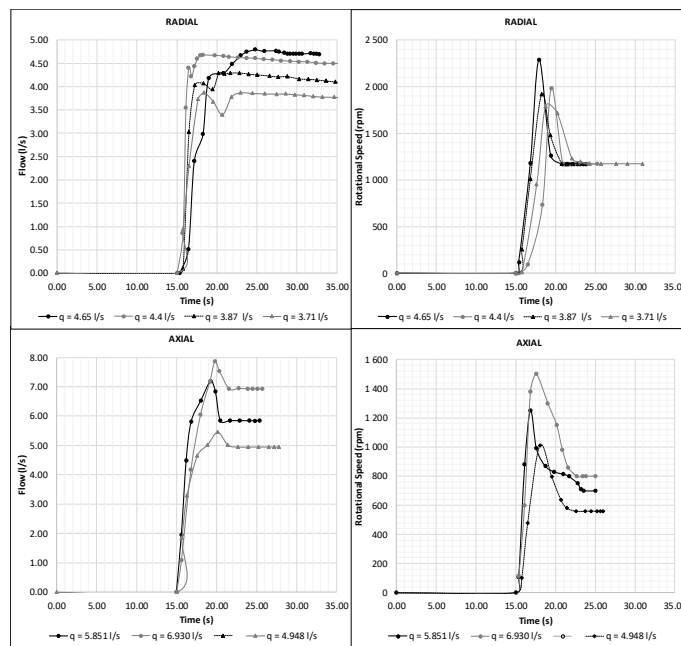 RADIAL
5.00
4.50
4.00
3.50
3.00
2.50
2.00
1.50
1.00
0.50
0.00
Flow (l/s)
0.00 5.00 10.00 15.00 20.00 25.00 30.00 35.00
Time (s)
q = 4.65 l/s q = 4.4 l/s q = 3.87 l/s q = 3.71 l/s
RADIAL
2 500
2 000
1 500
1 000
500
0
Rotational Speed (rpm)
0.00 5.00 10.00 15.00 20.00 25.00 30.00 35.00
Time (s)
q = 4.65 l/s q = 4.4 l/s q = 3.87 l/s q = 3.71 l/s
AXIAL
8.00
7.00
6.00
5.00
4.00
3.00
2.00
1.00
0.00
Flow (l/s)
0.00 5.00 10.00 15.00 20.00 25.00 30.00 35.00
Time (s)
q = 5.851 l/s q = 6.930 l/s q = 4.948 l/s
AXIAL
1 600
1 400
1 200
1 000
800
600
400
200
0
Rotational Speed (rpm)
0.00 5.00 10.00 15.00 20.00 25.00 30.00 35.00
Time (s)
q = 5.851 l/s q = 6.930 l/s q = 4.948 l/s